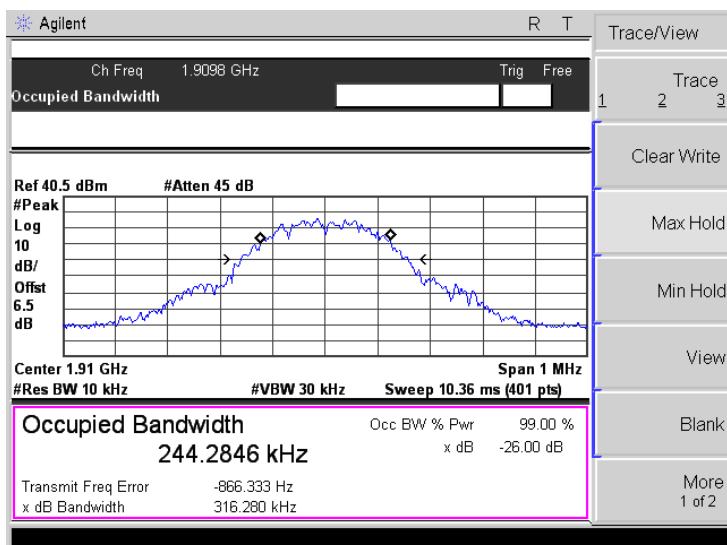 Agilent R T
Ch Freq 1.9098 GHz Trig Free
Occupied Bandwidth
Ref 40.5 dBm #Atten 45 dB
#Peak
Log
10
dB/
Offst
6.5
dB
Center 1.91 GHz Span 1 MHz
#Res BW 10 kHz #VBW 30 kHz Sweep 10.36 ms (401 pts)
Occupied Bandwidth
244.2846 kHz
Occ BW % Pwr 99.00 %
x dB -26.00 dB
Transmit Freq Error -866.333 Hz
x dB Bandwidth 316.280 kHz
Trace/View
Trace
1 2 3
Clear Write
Max Hold
Min Hold
View
Blank
More
1 of 2